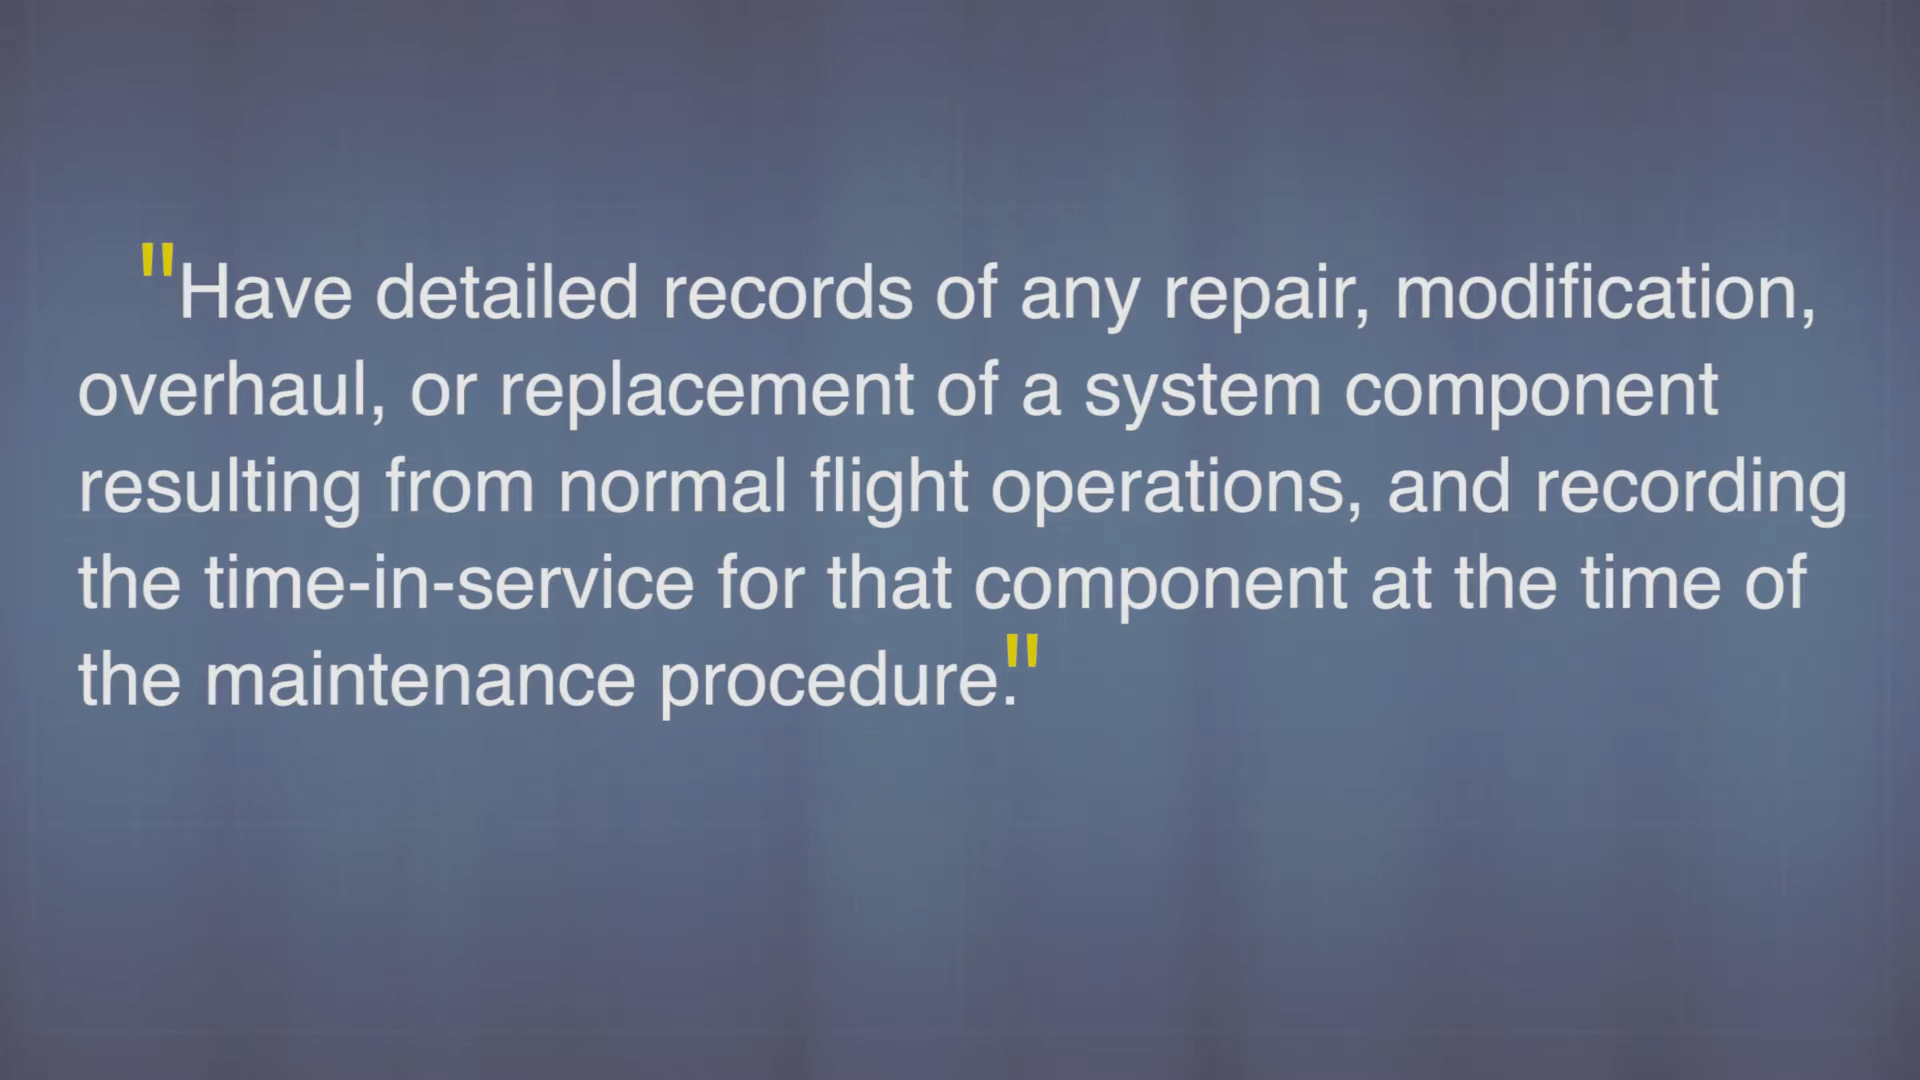 "Have detailed records of any repair, modification,
overhaul, or replacement of a system component
resulting from normal flight operations, and recording
the time-in-service for that component at the time of
the maintenance procedure."